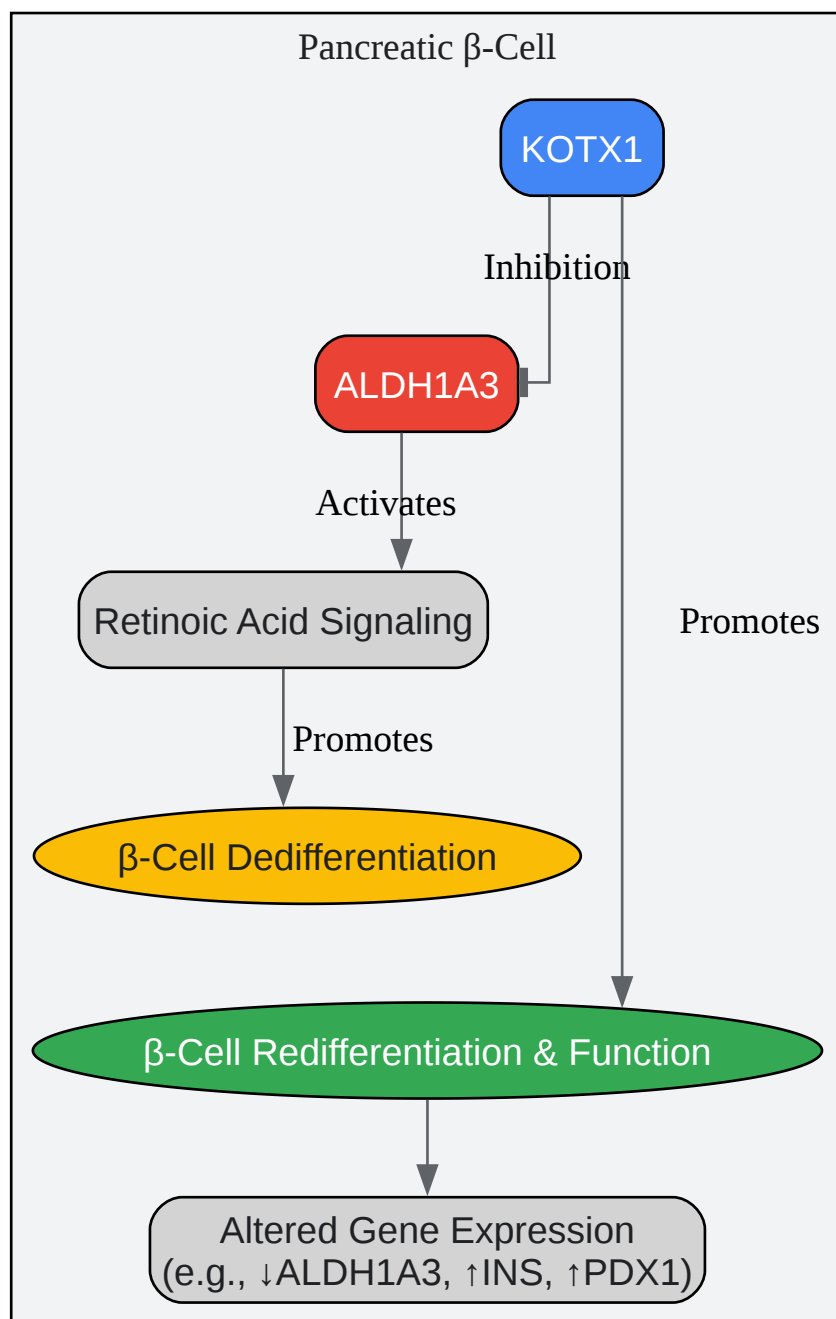 Pancreatic β-Cell
KOTX1
Inhibition
ALDH1A3
Activates
Retinoic Acid Signaling
Promotes
Promotes
β-Cell Dedifferentiation
β-Cell Redifferentiation & Function
Altered Gene Expression
(e.g., ↓ALDH1A3, ↑INS, ↑PDX1)